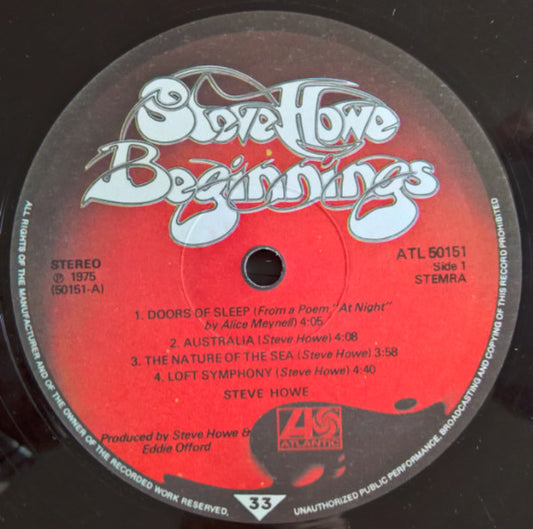 Steve Howe
Beginnings
STEREO
℗ 1975
(50151-A)
ATL 50151
Side 1
STEMRA
1. DOORS OF SLEEP (From a Poem "At Night"
by Alice Meynell) 4:05
2. AUSTRALIA (Steve Howe) 4:08
3. THE NATURE OF THE SEA (Steve Howe) 3:58
4. LOFT SYMPHONY (Steve Howe) 4:40
STEVE HOWE
Produced by Steve Howe &
Eddie Offord
ATLANTIC
33
ALL RIGHTS OF THE MANUFACTURER AND OF THE OWNER OF THE RECORDED WORK RESERVED,
UNAUTHORIZED PUBLIC PERFORMANCE, BROADCASTING AND COPYING OF THIS RECORD PROHIBITED